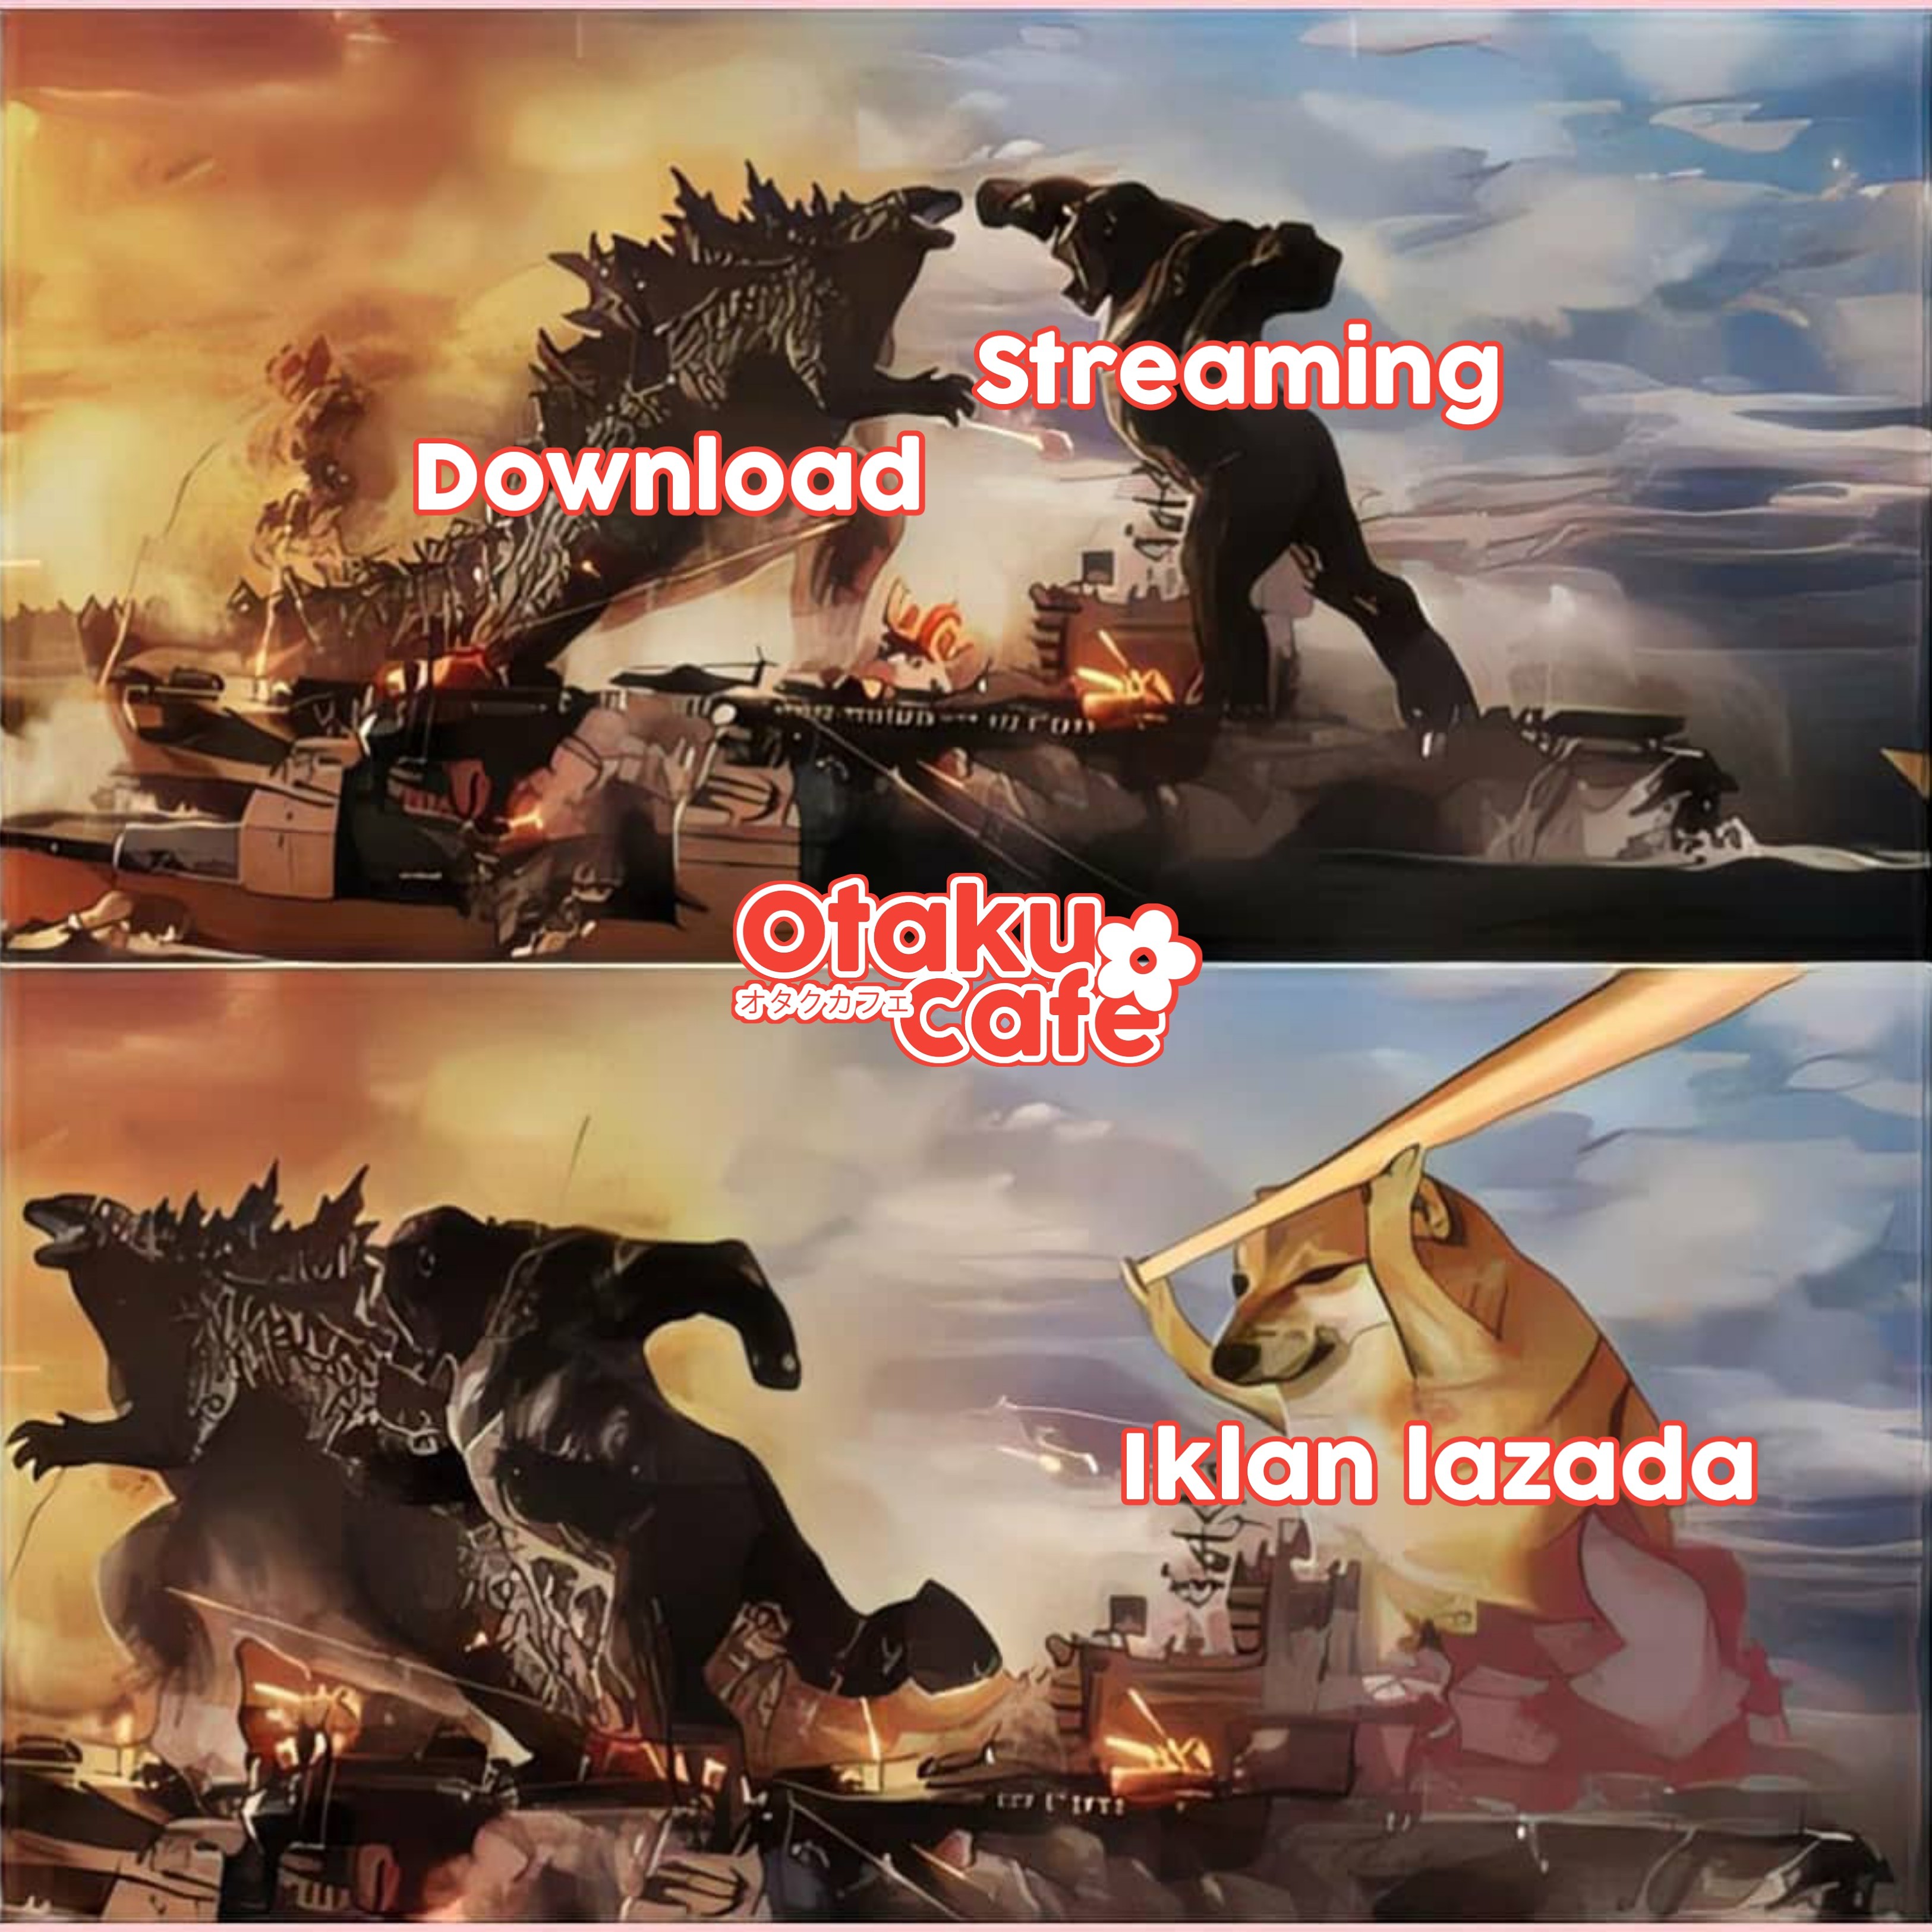 Streaming
Download
Otaku
オタクカフェ
cafe
Iklan lazada